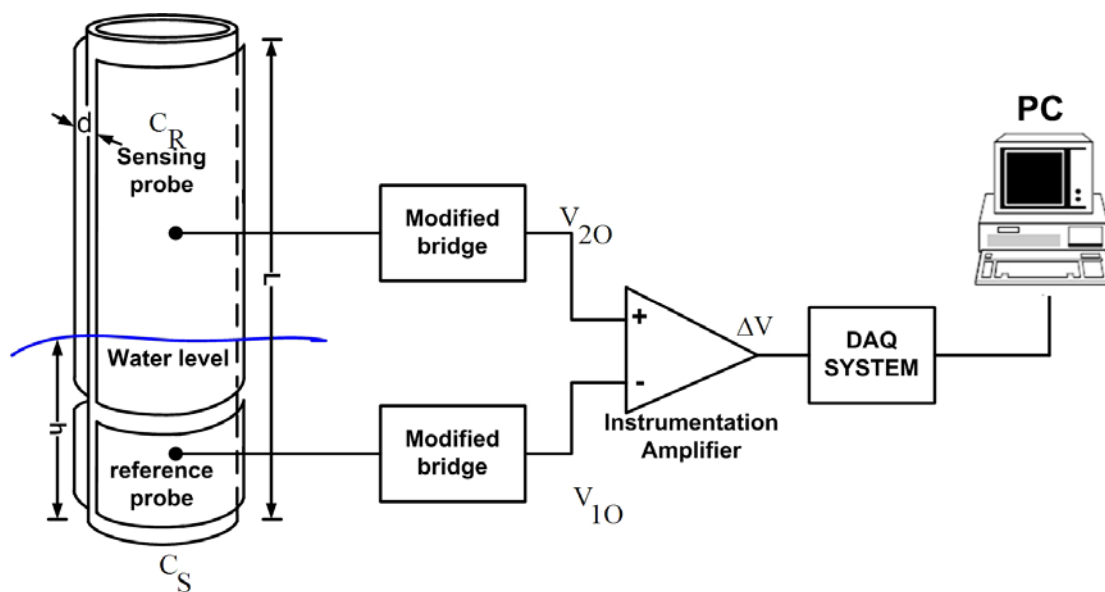 d
C_R
Sensing
probe
L
Water level
h
reference
probe
C_S
Modified
bridge
V_2O
Modified
bridge
V_1O
+
-
ΔV
Instrumentation
Amplifier
DAQ
SYSTEM
PC